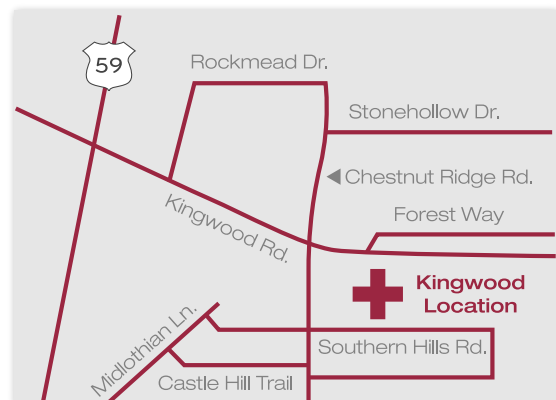 59
Rockmead Dr.
Stonehollow Dr.
Chestnut Ridge Rd.
Forest Way
Kingwood Rd.
Kingwood
Location
Midlothian Ln.
Southern Hills Rd.
Castle Hill Trail